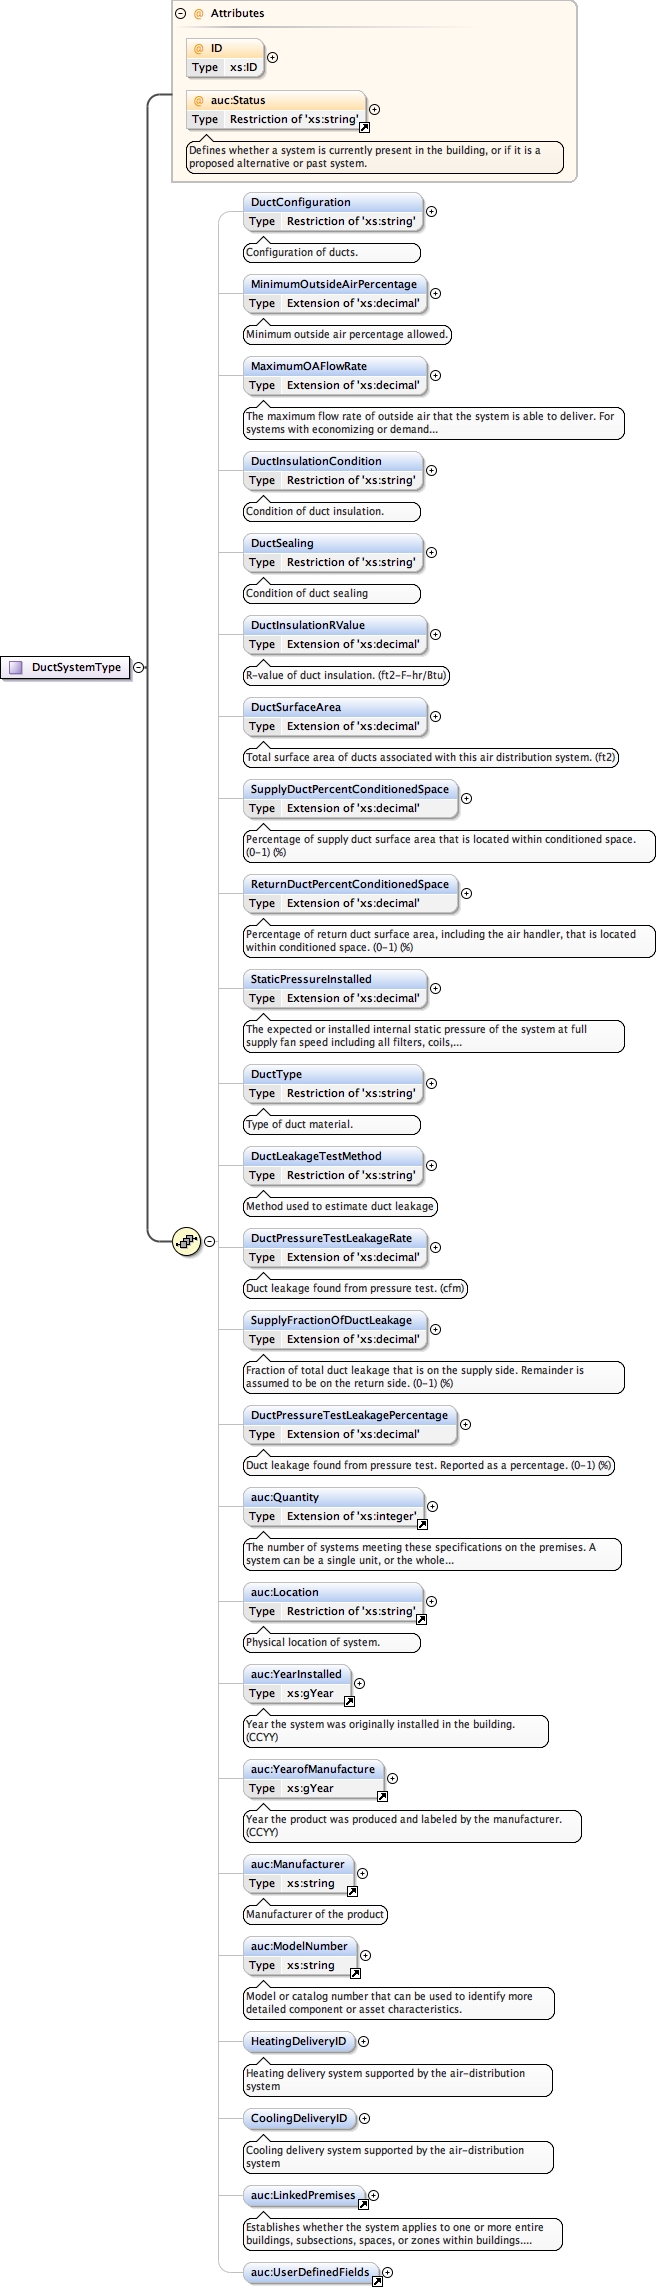 @ Attributes
@ ID
Type xs:ID
@ auc:Status
Type Restriction of 'xs:string'
Defines whether a system is currently present in the building, or if it is a
proposed alternative or past system.
DuctConfiguration
Type Restriction of 'xs:string'
Configuration of ducts.
MinimumOutsideAirPercentage
Type Extension of 'xs:decimal'
Minimum outside air percentage allowed.
MaximumOAFlowRate
Type Extension of 'xs:decimal'
The maximum flow rate of outside air that the system is able to deliver. For
systems with economizing or demand...
DuctInsulationCondition
Type Restriction of 'xs:string'
Condition of duct insulation.
DuctSealing
Type Restriction of 'xs:string'
Condition of duct sealing
DuctInsulationRValue
Type Extension of 'xs:decimal'
R-value of duct insulation. (ft2-F-hr/Btu)
DuctSystemType
DuctSurfaceArea
Type Extension of 'xs:decimal'
Total surface area of ducts associated with this air distribution system. (ft2)
SupplyDuctPercentConditionedSpace
Type Extension of 'xs:decimal'
Percentage of supply duct surface area that is located within conditioned space.
(0-1) (%)
ReturnDuctPercentConditionedSpace
Type Extension of 'xs:decimal'
Percentage of return duct surface area, including the air handler, that is located
within conditioned space. (0-1) (%)
StaticPressureInstalled
Type Extension of 'xs:decimal'
The expected or installed internal static pressure of the system at full
supply fan speed including all filters, coils,...
DuctType
Type Restriction of 'xs:string'
Type of duct material.
DuctLeakageTestMethod
Type Restriction of 'xs:string'
Method used to estimate duct leakage
DuctPressureTestLeakageRate
Type Extension of 'xs:decimal'
Duct leakage found from pressure test. (cfm)
SupplyFractionOfDuctLeakage
Type Extension of 'xs:decimal'
Fraction of total duct leakage that is on the supply side. Remainder is
assumed to be on the return side. (0-1) (%)
DuctPressureTestLeakagePercentage
Type Extension of 'xs:decimal'
Duct leakage found from pressure test. Reported as a percentage. (0-1) (%)
auc:Quantity
Type Extension of 'xs:integer'
The number of systems meeting these specifications on the premises. A
system can be a single unit, or the whole...
auc:Location
Type Restriction of 'xs:string'
Physical location of system.
auc:YearInstalled
Type xs:gYear
Year the system was originally installed in the building.
(CCYY)
auc:YearofManufacture
Type xs:gYear
Year the product was produced and labeled by the manufacturer.
(CCYY)
auc:Manufacturer
Type xs:string
Manufacturer of the product
auc:ModelNumber
Type xs:string
Model or catalog number that can be used to identify more
detailed component or asset characteristics.
HeatingDeliveryID
Heating delivery system supported by the air-distribution
system
CoolingDeliveryID
Cooling delivery system supported by the air-distribution
system
auc:LinkedPremises
Establishes whether the system applies to one or more entire
buildings, subsections, spaces, or zones within buildings....
auc:UserDefinedFields